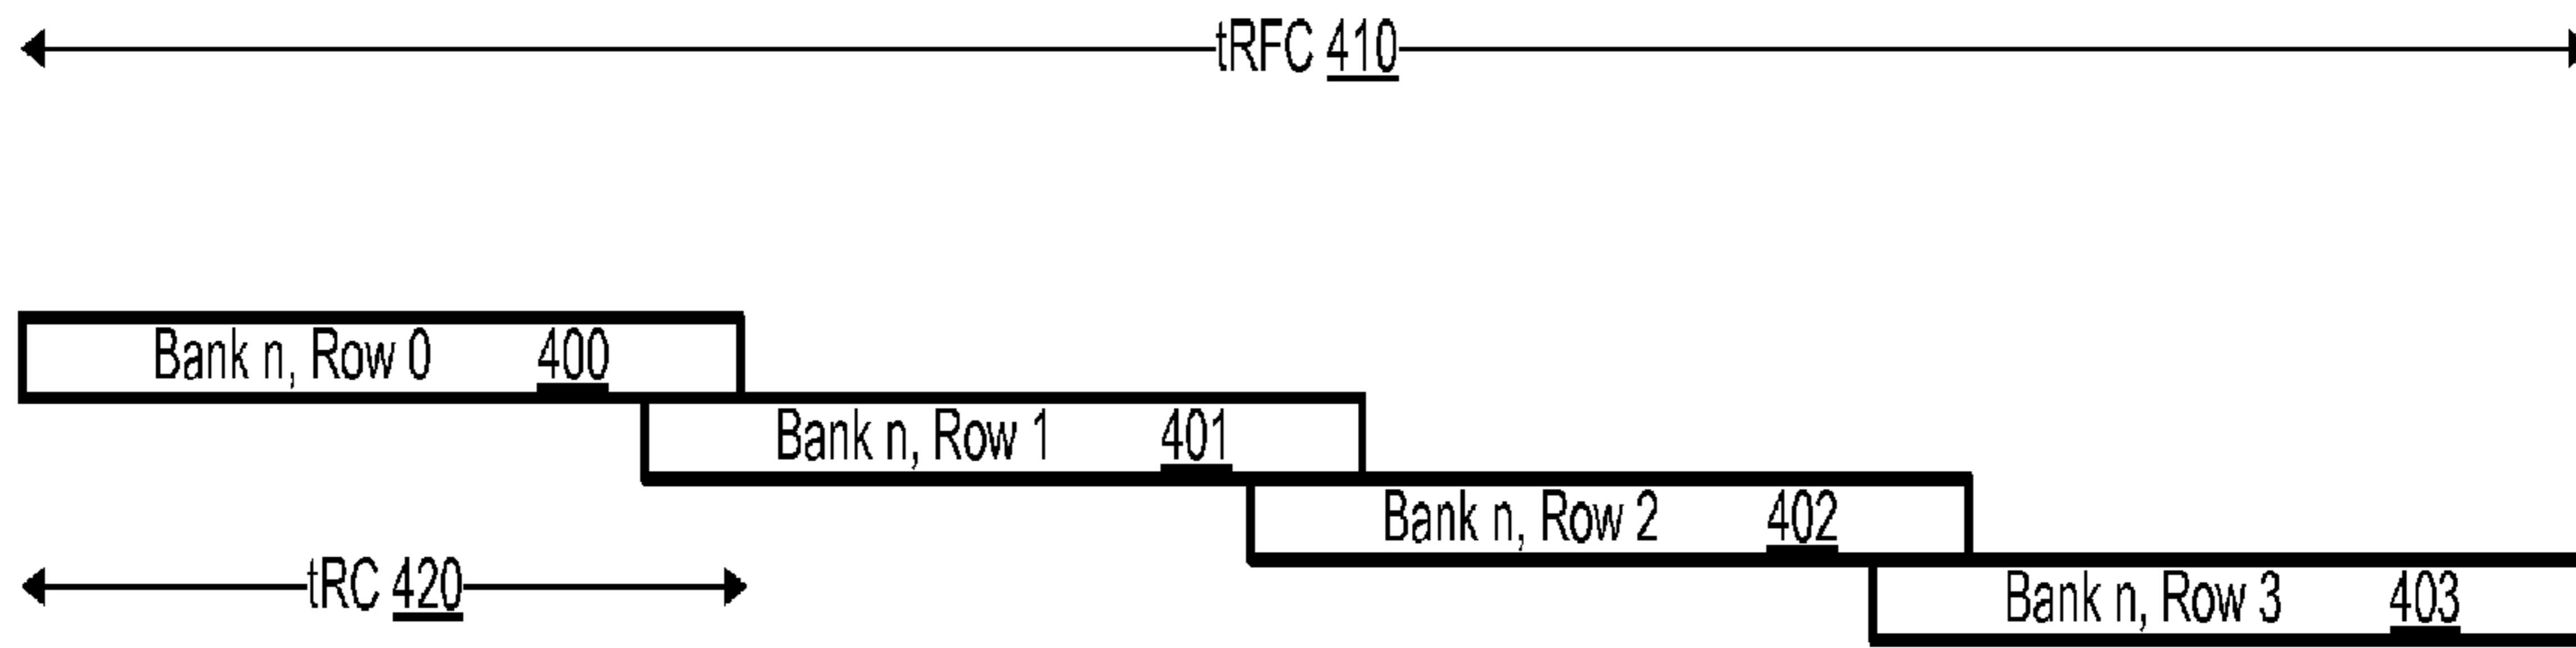 tRFC 410
Bank n, Row 0 400
Bank n, Row 1 401
Bank n, Row 2 402
tRC 420
Bank n, Row 3 403